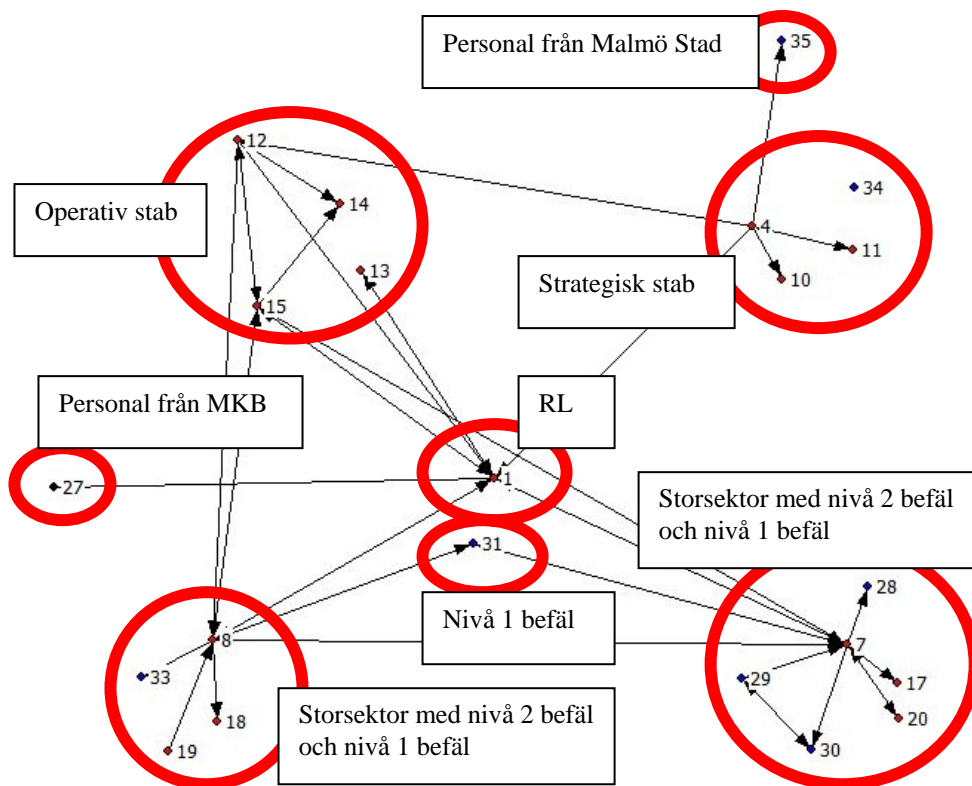 Personal från Malmö Stad
35
12
34
14
Operativ stab
4
11
13
10
Strategisk stab
15
Personal från MKB
RL
27
1
Storsektor med nivå 2 befäl
och nivå 1 befäl
31
28
Nivå 1 befäl
8
7
33
29
17
18
Storsektor med nivå 2 befäl
och nivå 1 befäl
20
19
30